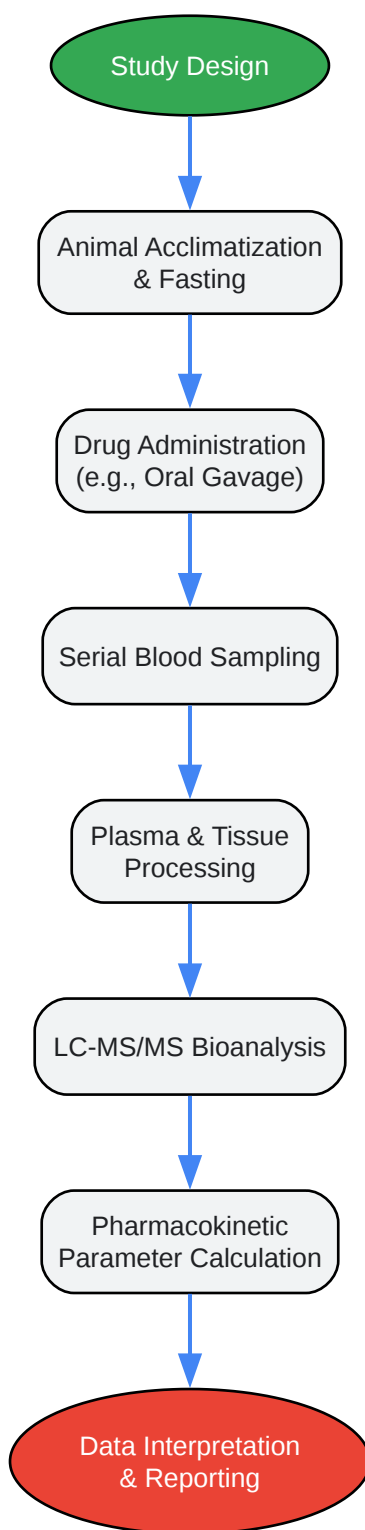 Study Design
Animal Acclimatization
& Fasting
Drug Administration
(e.g., Oral Gavage)
Serial Blood Sampling
Plasma & Tissue
Processing
LC-MS/MS Bioanalysis
Pharmacokinetic
Parameter Calculation
Data Interpretation
& Reporting